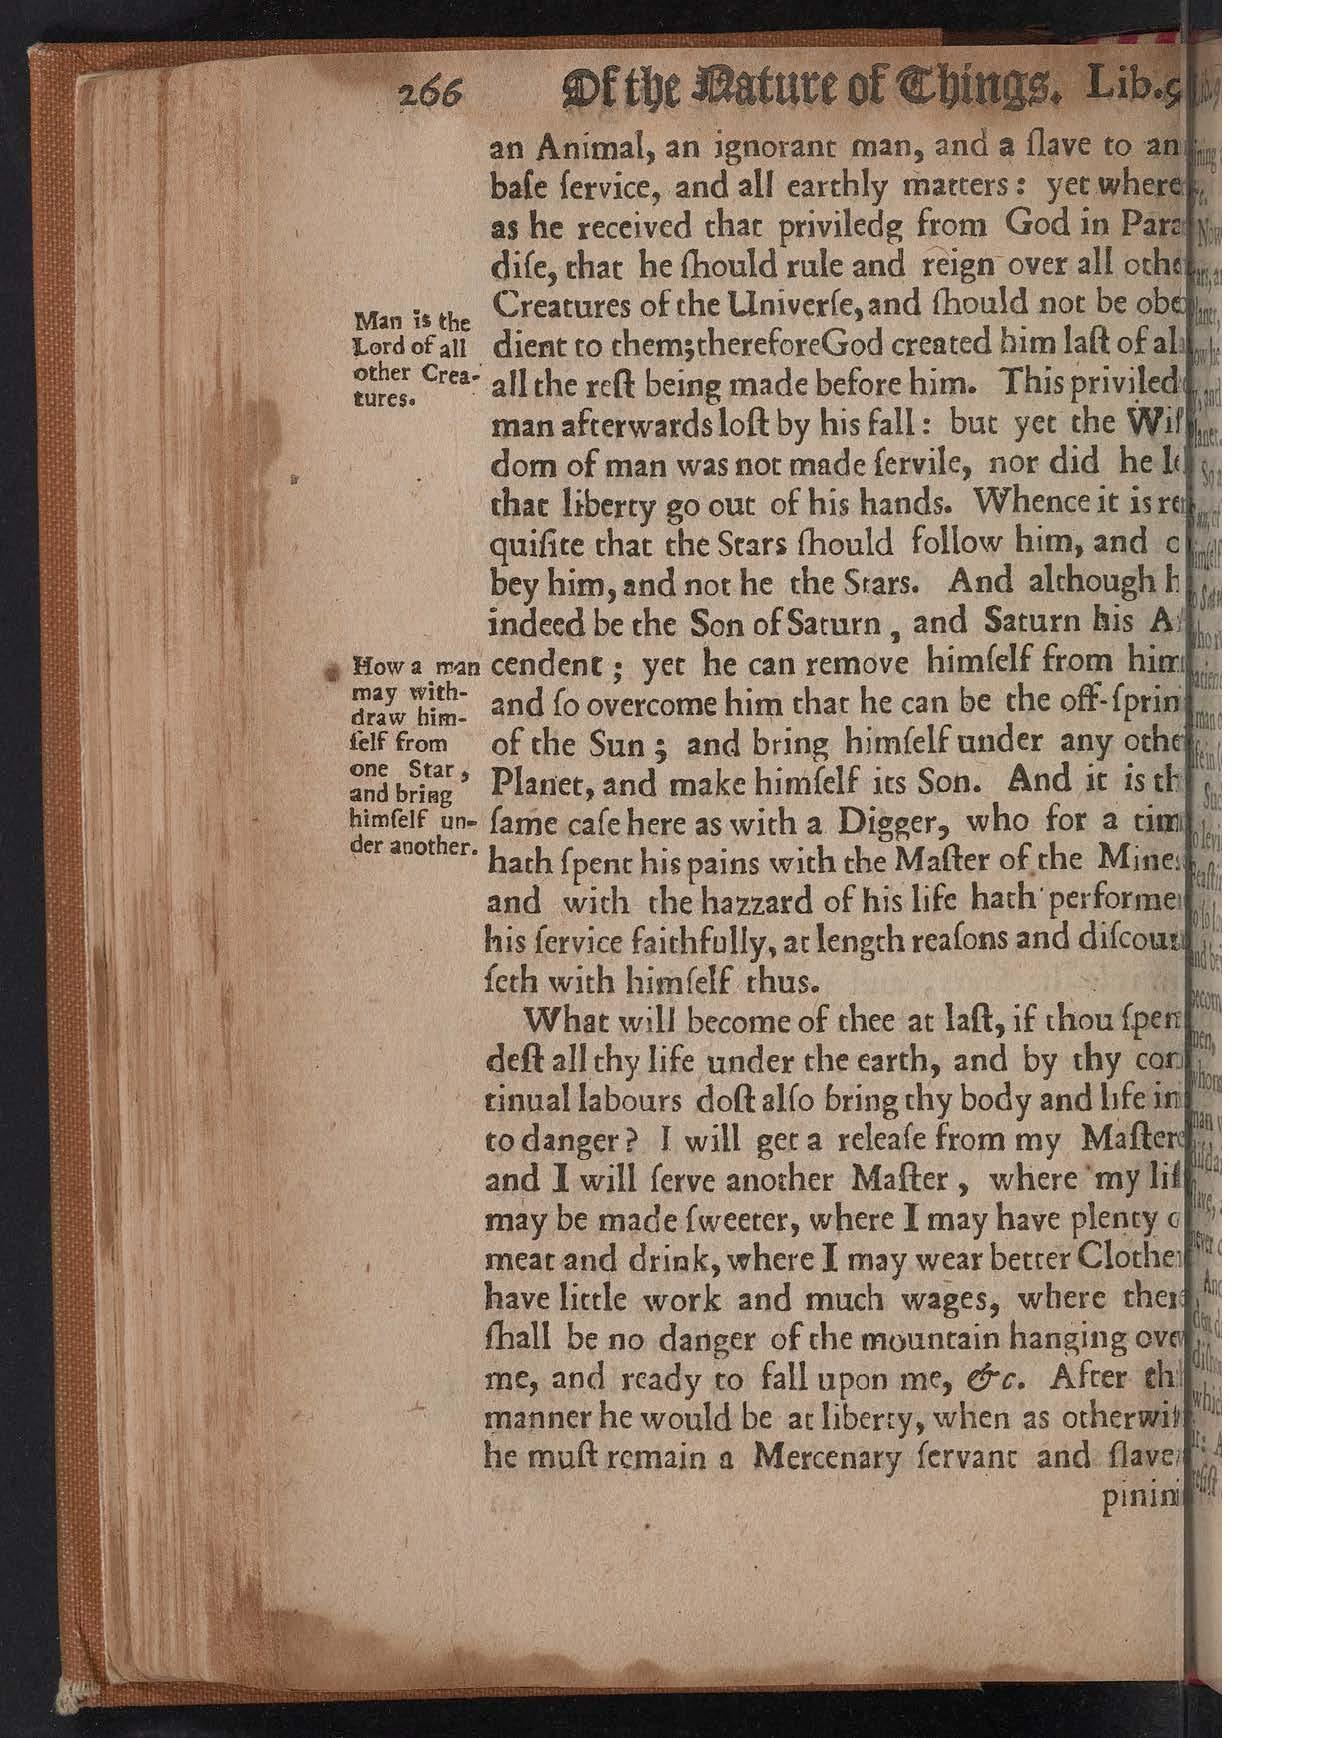 266 Of the Nature of Things. Lib.5
an Animal, an ignorant man, and a ſlave to an
baſe ſervice, and all earthly matters: yet where
as he received that priviledg from God in Para
diſe, that he ſhould rule and reign over all othe
Creatures of the Univerſe, and ſhould not be obe
Man is the
Lord of all
other Crea-
tures.
dient to them; therefore God created him laſt of al
all the reſt being made before him. This priviled
man afterwards loſt by his fall: but yet the Wiſ
dom of man was not made ſervile, nor did he le
that liberty go out of his hands. Whence it is re
quiſite that the Stars ſhould follow him, and o
bey him, and not he the Stars. And although h
indeed be the Son of Saturn, and Saturn his A
How a man
may with-
draw him-
ſelf from
one Star,
and bring
himſelf un-
der another.
cendent; yet he can remove himſelf from him
and ſo overcome him that he can be the off-ſprin
of the Sun; and bring himſelf under any othe
Planet, and make himſelf its Son. And it is th
ſame caſe here as with a Digger, who for a tim
hath ſpent his pains with the Maſter of the Mines
and with the hazzard of his life hath performe
his ſervice faithfully, at length reaſons and diſcour
ſeth with himſelf thus.
What will become of thee at laſt, if thou ſpen
deſt all thy life under the earth, and by thy con
tinual labours doſt alſo bring thy body and life in
to danger? I will get a releaſe from my Maſter
and I will ſerve another Maſter, where my lif
may be made ſweeter, where I may have plenty o
meat and drink, where I may wear better Clothe
have little work and much wages, where ther
ſhall be no danger of the mountain hanging ove
me, and ready to fall upon me, &c. After th
manner he would be at liberty, when as otherwiſ
he muſt remain a Mercenary ſervant and ſlave
pinin